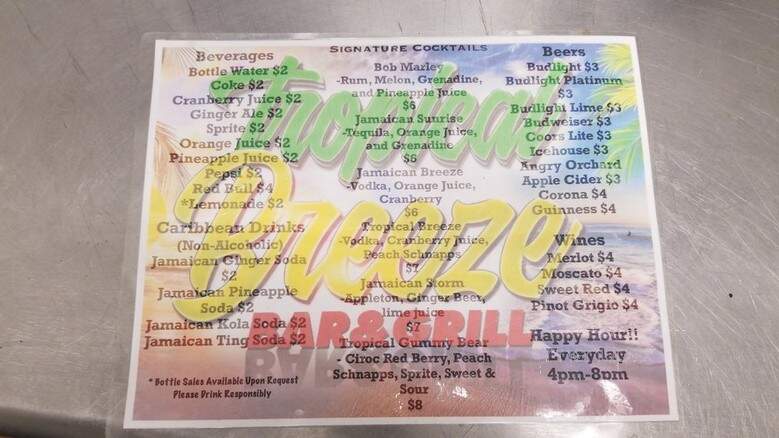 Beverages
Bottle Water $2
Coke $2
Cranberry Juice $2
Ginger Ale $2
Sprite $2
Orange Juice $2
Pineapple Juice $2
Pepsi $2
Red Bull $4
*Lemonade $2
Caribbean Drinks
(Non-Alcoholic)
Jamaican Ginger Soda
$2
Jamaican Pineapple
Soda $2
Jamaican Kola Soda $2
Jamaican Ting Soda $2
* Bottle Sales Available Upon Request
Please Drink Responsibly
Signature Cocktails
Bob Marley
-Rum, Melon, Grenadine,
and Pineapple Juice
$6
Jamaican Sunrise
-Tequila, Orange Juice,
and Grenadine
$6
Jamaican Breeze
-Vodka, Orange Juice,
Cranberry
$6
Tropical Breeze
-Vodka, Cranberry juice,
Peach Schnapps
$7
Jamaican Storm
-Appleton, Ginger Beer,
lime juice
$7
Tropical Gummy Bear
- Ciroc Red Berry, Peach
Schnapps, Sprite, Sweet &
Sour
$8
Beers
Budlight $3
Budlight Platinum
$3
Budlight Lime $3
Budweiser $3
Coors Lite $3
Icehouse $3
Angry Orchard
Apple Cider $3
Corona $4
Guinness $4
Wines
Merlot $4
Moscato $4
Sweet Red $4
Pinot Grigio $4
Happy Hour!!
Everyday
4pm-8pm
Tropical
Breeze
BAR & GRILL